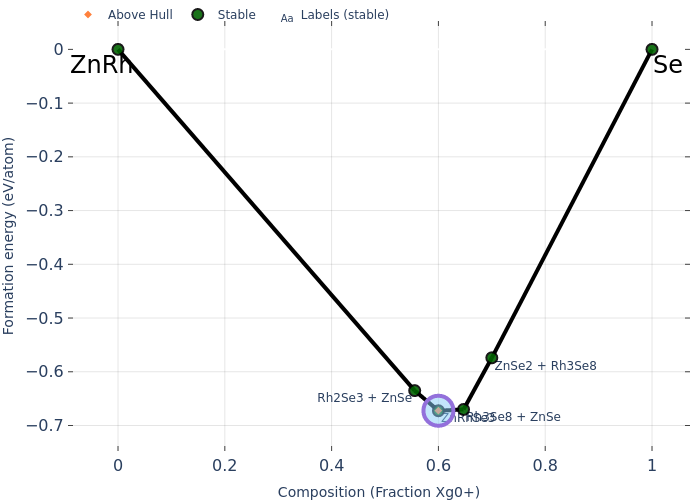 Above Hull
Stable
Aa Labels (stable)
ZnRh
Se
0
−0.1
−0.2
−0.3
−0.4
−0.5
−0.6
−0.7
Formation energy (eV/atom)
ZnSe2 + Rh3Se8
Rh2Se3 + ZnSe
Rh3Se8 + ZnSe
0 0.2 0.4 0.6 0.8 1
Composition (Fraction Xg0+)